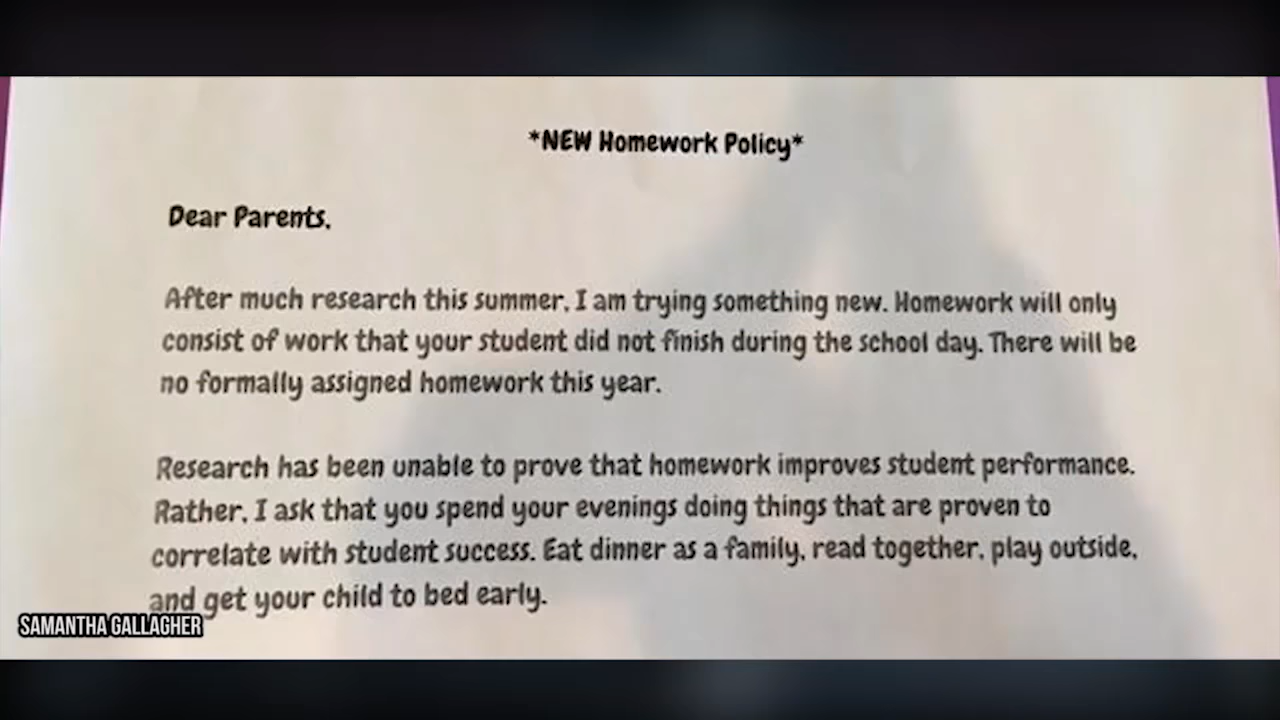 *NEW Homework Policy*
Dear Parents,
After much research this summer, I am trying something new. Homework will only
consist of work that your student did not finish during the school day. There will be
no formally assigned homework this year.
Research has been unable to prove that homework improves student performance.
Rather, I ask that you spend your evenings doing things that are proven to
correlate with student success. Eat dinner as a family, read together, play outside,
and get your child to bed early.
SAMANTHA GALLAGHER